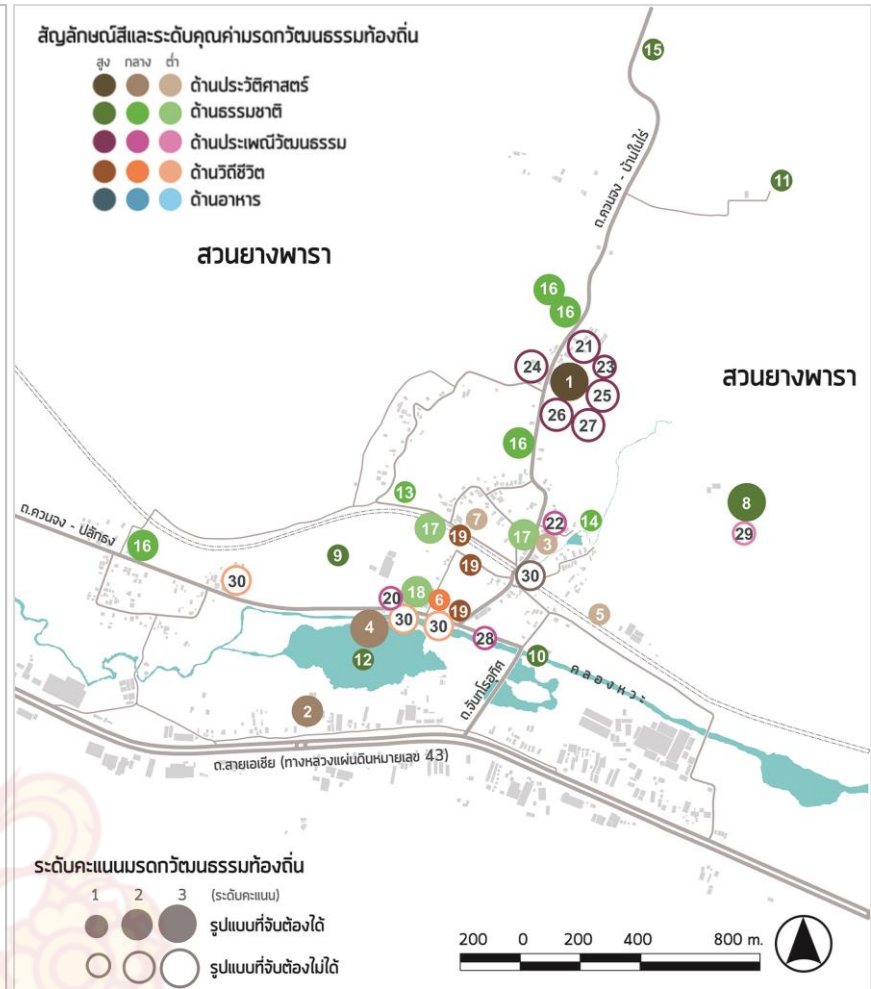 สัญลักษณ์สีและระดับคุณค่ามรดกวัฒนธรรมท้องถิ่น
สูง กลาง ต่ำ
ด้านประวัติศาสตร์
ด้านธรรมชาติ
ด้านประเพณีวัฒนธรรม
ด้านวิถีชีวิต
ด้านอาหาร
15
ถ.ควนจง - บ้านในไร่
11
สวนยางพารา
16
16
21
24
23
1
25
สวนยางพารา
26
27
16
13
8
ถ.ควนจง - ปลักธง
17
7
22
14
29
16
19
17
3
9
19
30
30
20
18
6
19
5
4
30
30
28
12
10
คลองหวะ
2
ถ.จันทโรอุทิศ
ถ.สายเอเชีย (ทางหลวงแผ่นดินหมายเลข 43)
ระดับคะแนนมรดกวัฒนธรรมท้องถิ่น
1 2 3 (ระดับคะแนน)
รูปแบบที่จับต้องได้
รูปแบบที่จับต้องไม่ได้
200 0 200 400 800 m.